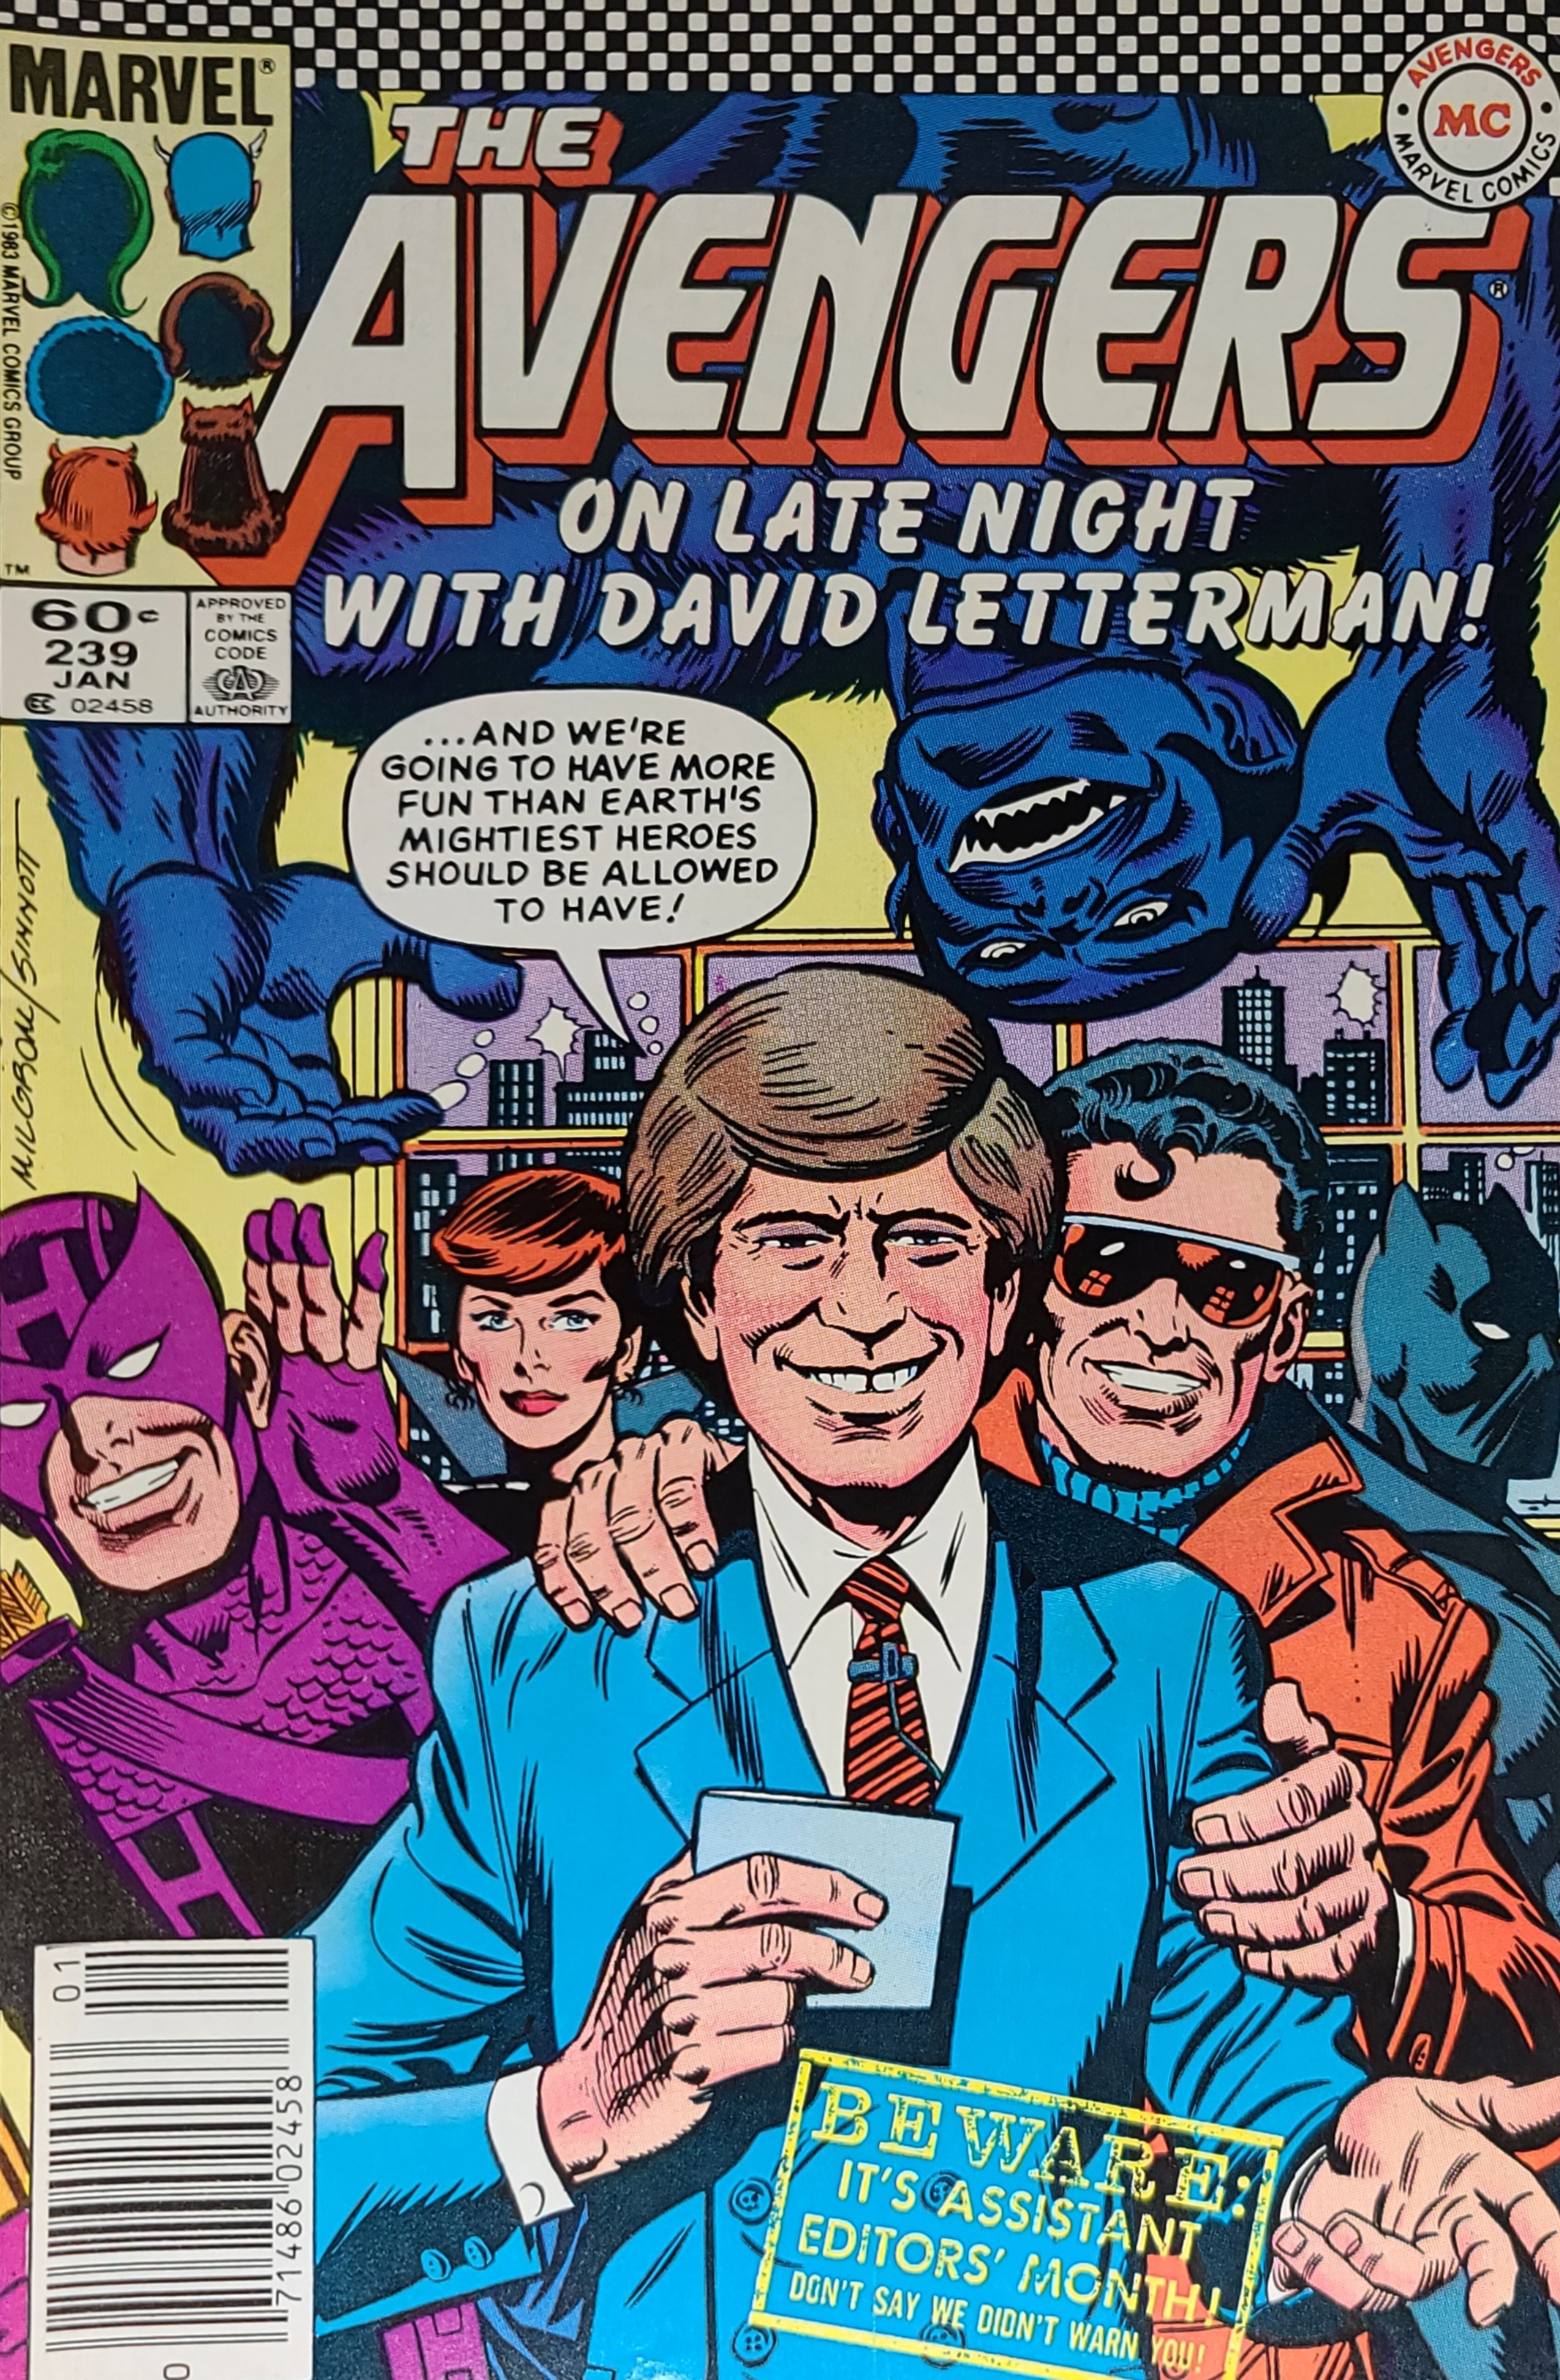 MARVEL®
©1983 MARVEL COMICS GROUP
TM
60¢
239
JAN
CC 02458
APPROVED
BY THE
COMICS
CODE
CA
AUTHORITY
AVENGERS
MC
MARVEL COMICS
THE
AVENGERS®
ON LATE NIGHT
WITH DAVID LETTERMAN!
...AND WE'RE
GOING TO HAVE MORE
FUN THAN EARTH'S
MIGHTIEST HEROES
SHOULD BE ALLOWED
TO HAVE!
MILGROM/SINNOTT
H
01
71486 02458
0
BEWARE:
IT'S ASSISTANT
EDITORS' MONTH!
DON'T SAY WE DIDN'T WARN YOU!